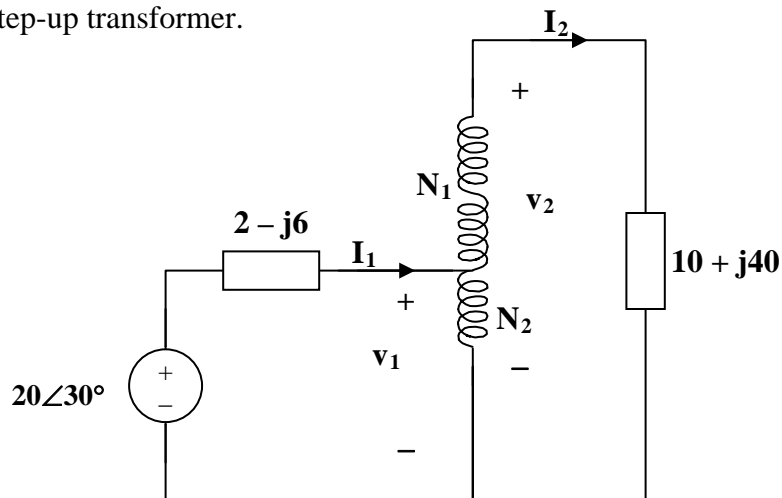 tep-up transformer.
I₂
+
N₁
v₂
2 – j6
I₁
10 + j40
+
N₂
v₁
–
+
–
20∠30°
–